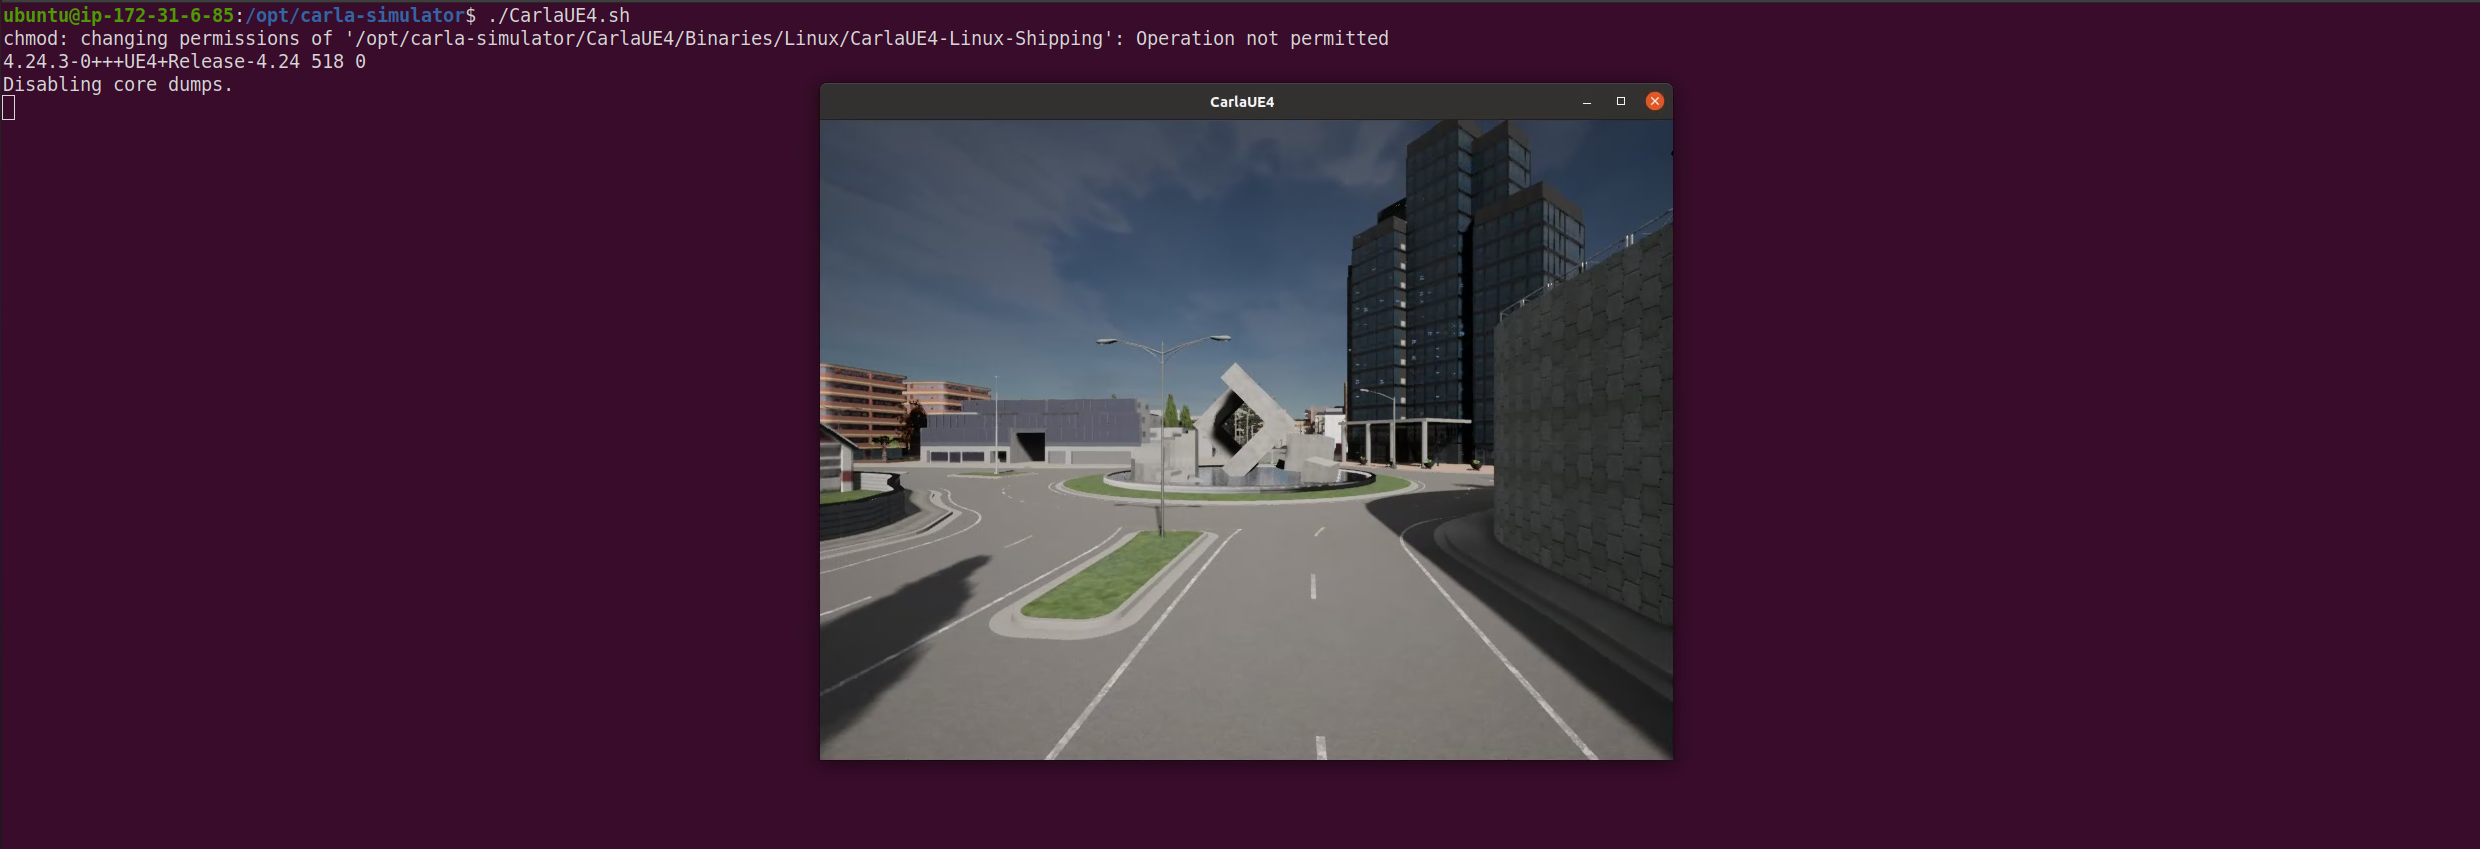 ubuntu@ip-172-31-6-85:/opt/carla-simulator$ ./CarlaUE4.sh
chmod: changing permissions of '/opt/carla-simulator/CarlaUE4/Binaries/Linux/CarlaUE4-Linux-Shipping': Operation not permitted
4.24.3-0+++UE4+Release-4.24 518 0
Disabling core dumps.
CarlaUE4